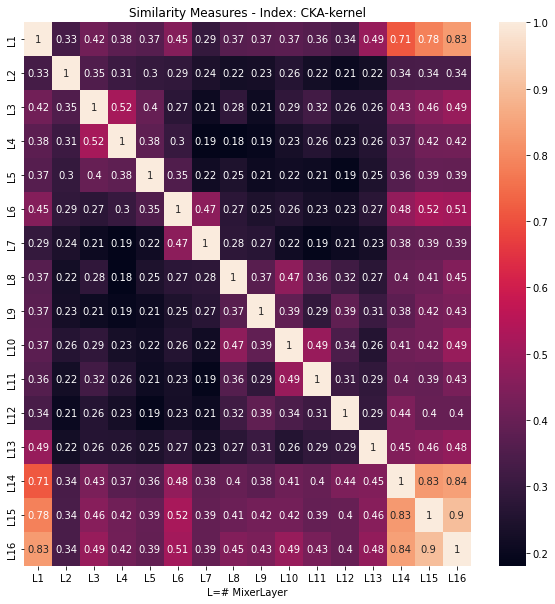 Similarity Measures - Index: CKA-kernel
L1 1 0.33 0.42 0.38 0.37 0.45 0.29 0.37 0.37 0.37 0.36 0.34 0.49 0.71 0.78 0.83
L2 0.33 1 0.35 0.31 0.3 0.29 0.24 0.22 0.23 0.26 0.22 0.21 0.22 0.34 0.34 0.34
L3 0.42 0.35 1 0.52 0.4 0.27 0.21 0.28 0.21 0.29 0.32 0.26 0.26 0.43 0.46 0.49
L4 0.38 0.31 0.52 1 0.38 0.3 0.19 0.18 0.19 0.23 0.26 0.23 0.26 0.37 0.42 0.42
L5 0.37 0.3 0.4 0.38 1 0.35 0.22 0.25 0.21 0.22 0.21 0.19 0.25 0.36 0.39 0.39
L6 0.45 0.29 0.27 0.3 0.35 1 0.47 0.27 0.25 0.26 0.23 0.23 0.27 0.48 0.52 0.51
L7 0.29 0.24 0.21 0.19 0.22 0.47 1 0.28 0.27 0.22 0.19 0.21 0.23 0.38 0.39 0.39
L8 0.37 0.22 0.28 0.18 0.25 0.27 0.28 1 0.37 0.47 0.36 0.32 0.27 0.4 0.41 0.45
L9 0.37 0.23 0.21 0.19 0.21 0.25 0.27 0.37 1 0.39 0.29 0.39 0.31 0.38 0.42 0.43
L10 0.37 0.26 0.29 0.23 0.22 0.26 0.22 0.47 0.39 1 0.49 0.34 0.26 0.41 0.42 0.49
L11 0.36 0.22 0.32 0.26 0.21 0.23 0.19 0.36 0.29 0.49 1 0.31 0.29 0.4 0.39 0.43
L12 0.34 0.21 0.26 0.23 0.19 0.23 0.21 0.32 0.39 0.34 0.31 1 0.29 0.44 0.4 0.4
L13 0.49 0.22 0.26 0.26 0.25 0.27 0.23 0.27 0.31 0.26 0.29 0.29 1 0.45 0.46 0.48
L14 0.71 0.34 0.43 0.37 0.36 0.48 0.38 0.4 0.38 0.41 0.4 0.44 0.45 1 0.83 0.84
L15 0.78 0.34 0.46 0.42 0.39 0.52 0.39 0.41 0.42 0.42 0.39 0.4 0.46 0.83 1 0.9
L16 0.83 0.34 0.49 0.42 0.39 0.51 0.39 0.45 0.43 0.49 0.43 0.4 0.48 0.84 0.9 1
L1 L2 L3 L4 L5 L6 L7 L8 L9 L10 L11 L12 L13 L14 L15 L16
L=# MixerLayer
1.0
0.9
0.8
0.7
0.6
0.5
0.4
0.3
0.2